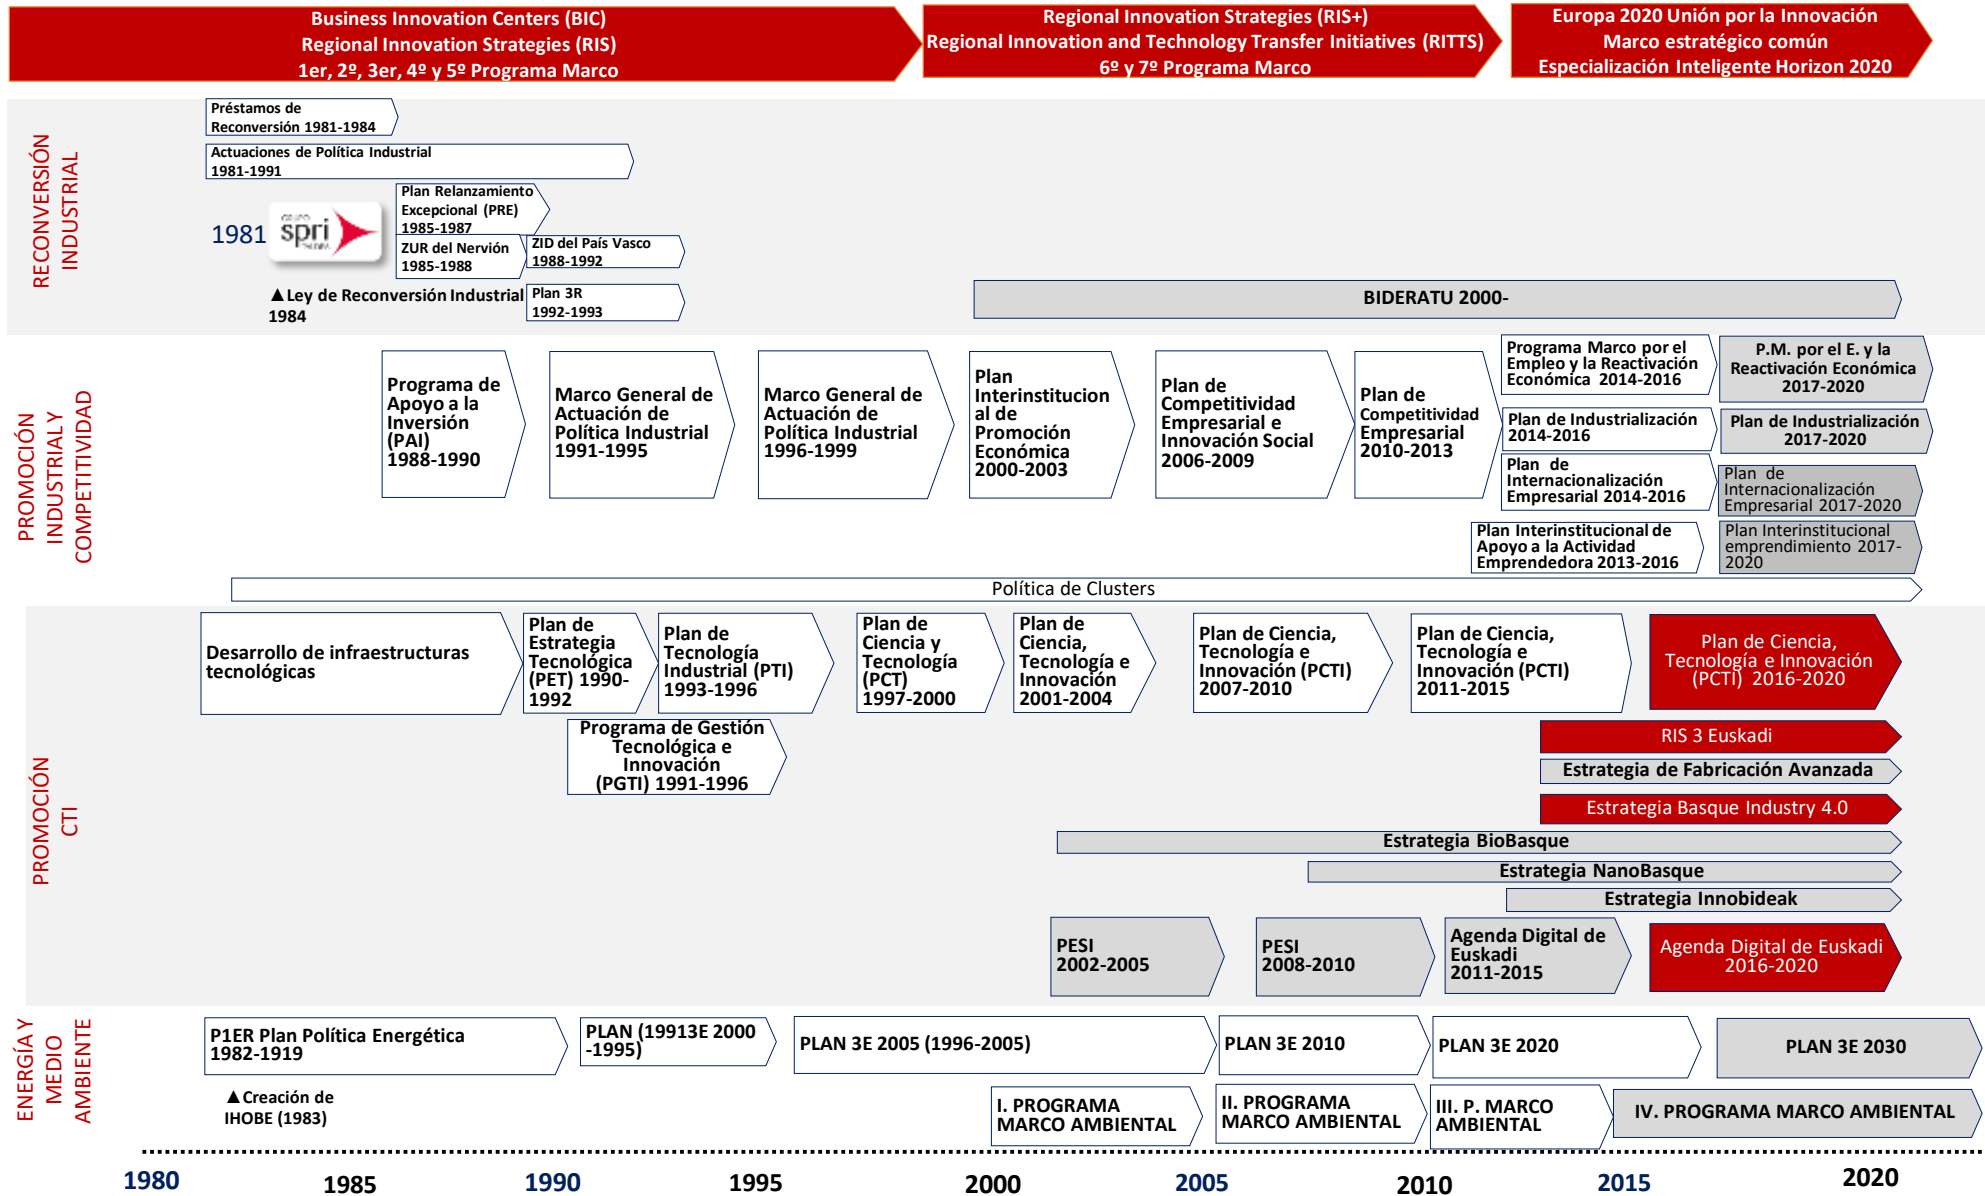 Business Innovation Centers (BIC)
Regional Innovation Strategies (RIS)
1er, 2º, 3er, 4º y 5º Programa Marco
Regional Innovation Strategies (RIS+)
Regional Innovation and Technology Transfer Initiatives (RITTS)
6º y 7º Programa Marco
Europa 2020 Unión por la Innovación
Marco estratégico común
Especialización Inteligente Horizon 2020
RECONVERSIÓN
INDUSTRIAL
Préstamos de
Reconversión 1981-1984
Actuaciones de Política Industrial
1981-1991
Plan Relanzamiento
Excepcional (PRE)
1985-1987
1981
spri
ZUR del Nervión
1985-1988
ZID del País Vasco
1988-1992
▲Ley de Reconversión Industrial
1984
Plan 3R
1992-1993
BIDERATU 2000-
PROMOCIÓN
INDUSTRIAL Y
COMPETITIVIDAD
Programa de
Apoyo a la
Inversión
(PAI)
1988-1990
Marco General de
Actuación de
Política Industrial
1991-1995
Marco General de
Actuación de
Política Industrial
1996-1999
Plan
Interinstitucion
al de
Promoción
Económica
2000-2003
Plan de
Competitividad
Empresarial e
Innovación Social
2006-2009
Plan de
Competitividad
Empresarial
2010-2013
Programa Marco por el
Empleo y la Reactivación
Económica 2014-2016
P.M. por el E. y la
Reactivación Económica
2017-2020
Plan de Industrialización
2014-2016
Plan de Industrialización
2017-2020
Plan de
Internacionalización
Empresarial 2014-2016
Plan de
Internacionalización
Empresarial 2017-2020
Plan Interinstitucional de
Apoyo a la Actividad
Emprendedora 2013-2016
Plan Interinstitucional
emprendimiento 2017-
2020
Política de Clusters
PROMOCIÓN
CTI
Desarrollo de infraestructuras
tecnológicas
Plan de
Estrategia
Tecnológica
(PET) 1990-
1992
Plan de
Tecnología
Industrial (PTI)
1993-1996
Plan de
Ciencia y
Tecnología
(PCT)
1997-2000
Plan de
Ciencia,
Tecnología e
Innovación
2001-2004
Plan de Ciencia,
Tecnología e
Innovación (PCTI)
2007-2010
Plan de Ciencia,
Tecnología e
Innovación (PCTI)
2011-2015
Plan de Ciencia,
Tecnología e Innovación
(PCTI) 2016-2020
Programa de Gestión
Tecnológica e
Innovación
(PGTI) 1991-1996
RIS 3 Euskadi
Estrategia de Fabricación Avanzada
Estrategia Basque Industry 4.0
Estrategia BioBasque
Estrategia NanoBasque
Estrategia Innobideak
PESI
2002-2005
PESI
2008-2010
Agenda Digital de
Euskadi
2011-2015
Agenda Digital de Euskadi
2016-2020
ENERGÍA Y
MEDIO
AMBIENTE
P1ER Plan Política Energética
1982-1919
PLAN (19913E 2000
-1995)
PLAN 3E 2005 (1996-2005)
PLAN 3E 2010
PLAN 3E 2020
PLAN 3E 2030
▲Creación de
IHOBE (1983)
I. PROGRAMA
MARCO AMBIENTAL
II. PROGRAMA
MARCO AMBIENTAL
III. P. MARCO
AMBIENTAL
IV. PROGRAMA MARCO AMBIENTAL
1980
1985
1990
1995
2000
2005
2010
2015
2020